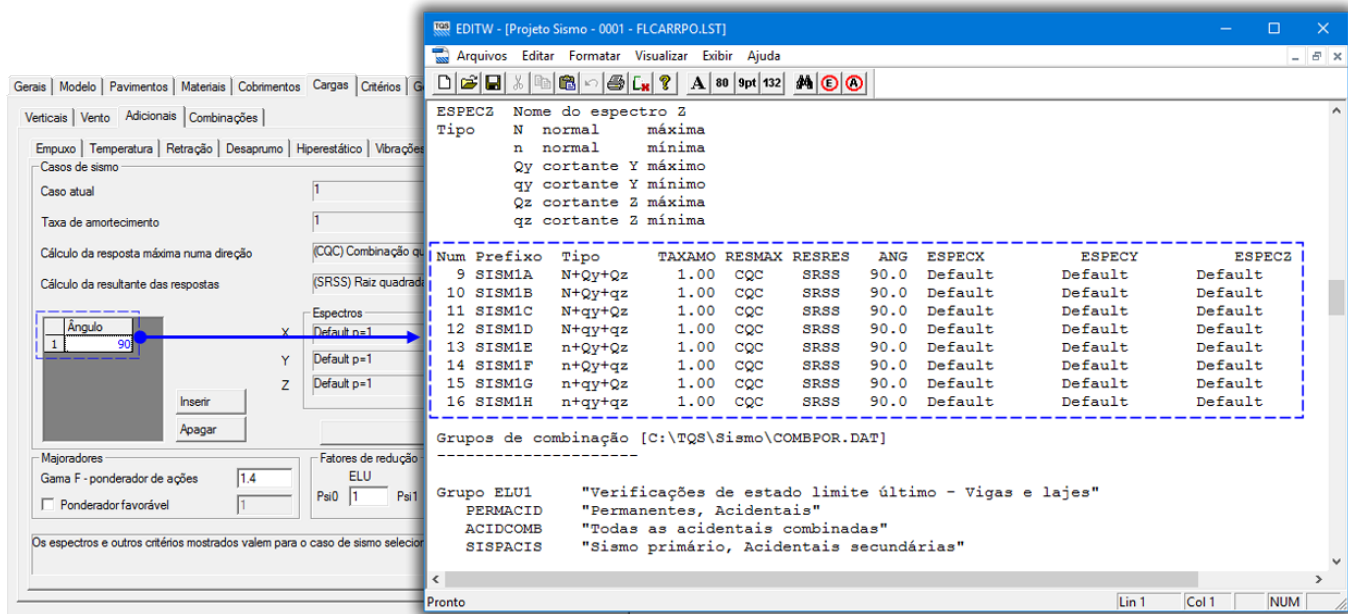 Gerais Modelo Pavimentos Materiais Cobrimentos Cargas Critérios
Verticais Vento Adicionais Combinações
Empuxo Temperatura Retração Desaprumo Hiperestático Vibrações
Casos de sismo
Caso atual 1
Taxa de amortecimento 1
Cálculo da resposta máxima numa direção (CQC) Combinação
Cálculo da resultante das respostas (SRSS) Raiz
Espectros
Ângulo
1 90
X Default p=1
Y Default p=1
Z Default p=1
Inserir
Apagar
Majoradores
Gama F - ponderador de ações 1.4
Ponderador favorável 1
Fatores de redução
ELU
Psi0 1 Psi1
Os espectros e outros critérios mostrados valem para o caso de sismo
TQS EDITW - [Projeto Sismo - 0001 - FLCARRPO.LST]
Arquivos Editar Formatar Visualizar Exibir Ajuda
A 80 9pt 132 E A
ESPECZ Nome do espectro Z
Tipo N normal máxima
n normal mínima
Qy cortante Y máximo
qy cortante Y mínimo
Qz cortante Z máxima
qz cortante Z mínima
Num Prefixo Tipo TAXAMO RESMAX RESRES ANG ESPECX ESPECY ESPECZ
9 SISM1A N+Qy+Qz 1.00 CQC SRSS 90.0 Default Default Default
10 SISM1B N+Qy+qz 1.00 CQC SRSS 90.0 Default Default Default
11 SISM1C N+qy+Qz 1.00 CQC SRSS 90.0 Default Default Default
12 SISM1D N+qy+qz 1.00 CQC SRSS 90.0 Default Default Default
13 SISM1E n+Qy+Qz 1.00 CQC SRSS 90.0 Default Default Default
14 SISM1F n+Qy+qz 1.00 CQC SRSS 90.0 Default Default Default
15 SISM1G n+qy+Qz 1.00 CQC SRSS 90.0 Default Default Default
16 SISM1H n+qy+qz 1.00 CQC SRSS 90.0 Default Default Default
Grupos de combinação [C:\TQS\Sismo\COMBPOR.DAT]
---------------------
Grupo ELU1 "Verificações de estado limite último - Vigas e lajes"
PERMACID "Permanentes, Acidentais"
ACIDCOMB "Todas as acidentais combinadas"
SISPACIS "Sismo primário, Acidentais secundárias"
Pronto Lin 1 Col 1 NUM